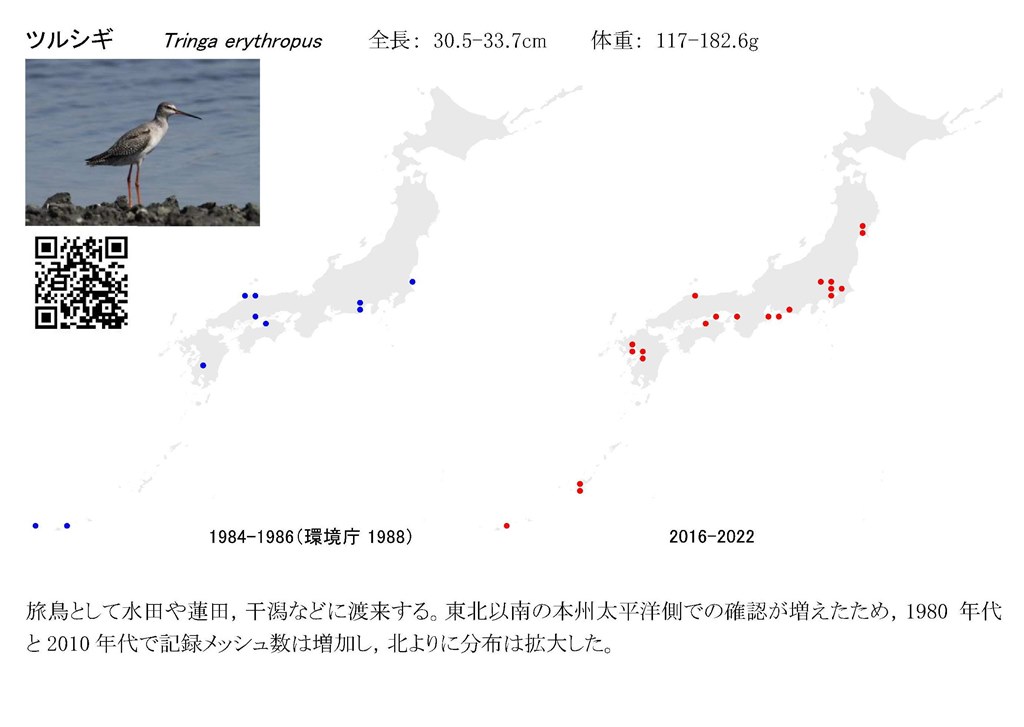 ツルシギ Tringa erythropus 全長： 30.5-33.7cm 体重： 117-182.6g
1984-1986（環境庁 1988） 2016-2022
旅鳥として水田や蓮田，干潟などに渡来する。東北以南の本州太平洋側での確認が増えたため，1980 年代
と 2010 年代で記録メッシュ数は増加し，北よりに分布は拡大した。